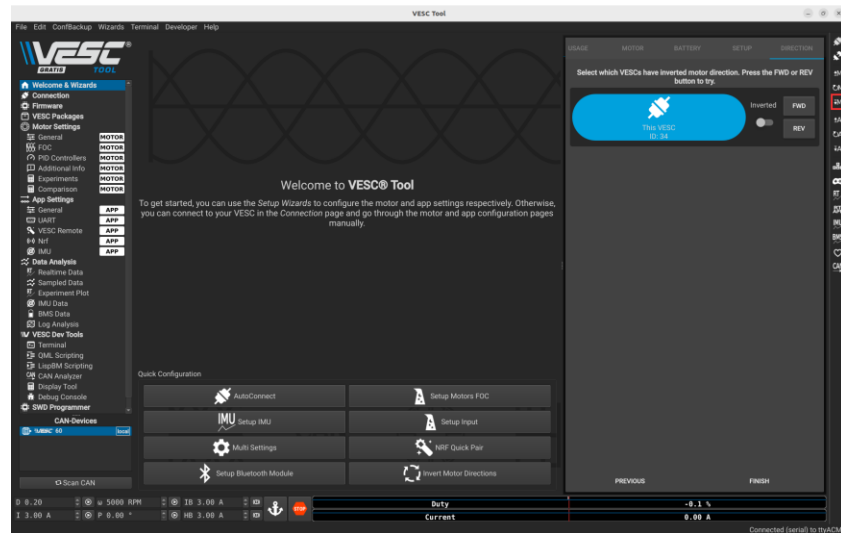 VESC Tool
File Edit ConfBackup Wizards Terminal Developer Help
VESC®
GRATIS TOOL
Welcome & Wizards
Connection
Firmware
VESC Packages
Motor Settings
General MOTOR
FOC MOTOR
PID Controllers MOTOR
Additional Info MOTOR
Experiments MOTOR
Comparison MOTOR
App Settings
General APP
UART APP
VESC Remote APP
Nrf APP
IMU APP
Data Analysis
Realtime Data
Sampled Data
Experiment Plot
IMU Data
BMS Data
Log Analysis
VESC Dev Tools
Terminal
QML Scripting
LispBM Scripting
CAN Analyzer
Display Tool
Debug Console
SWD Programmer
CAN-Devices
VESC 60 local
Scan CAN
Welcome to VESC® Tool
To get started, you can use the Setup Wizards to configure the motor and app settings respectively. Otherwise,
you can connect to your VESC in the Connection page and go through the motor and app configuration pages
manually.
Quick Configuration
AutoConnect
Setup Motors FOC
IMU Setup IMU
Setup Input
Multi Settings
NRF Quick Pair
Setup Bluetooth Module
Invert Motor Directions
USAGE MOTOR BATTERY SETUP DIRECTION
Select which VESCs have inverted motor direction. Press the FWD or REV
button to try.
This VESC
ID: 34
Inverted
FWD
REV
PREVIOUS FINISH
D 0.20 ω 5000 RPM IB 3.00 A
I 3.00 A P 0.00 ° HB 3.00 A
STOP
Duty -0.1 %
Current 0.00 A
Connected (serial) to ttyACM
RT
IMU
BMS
CAN